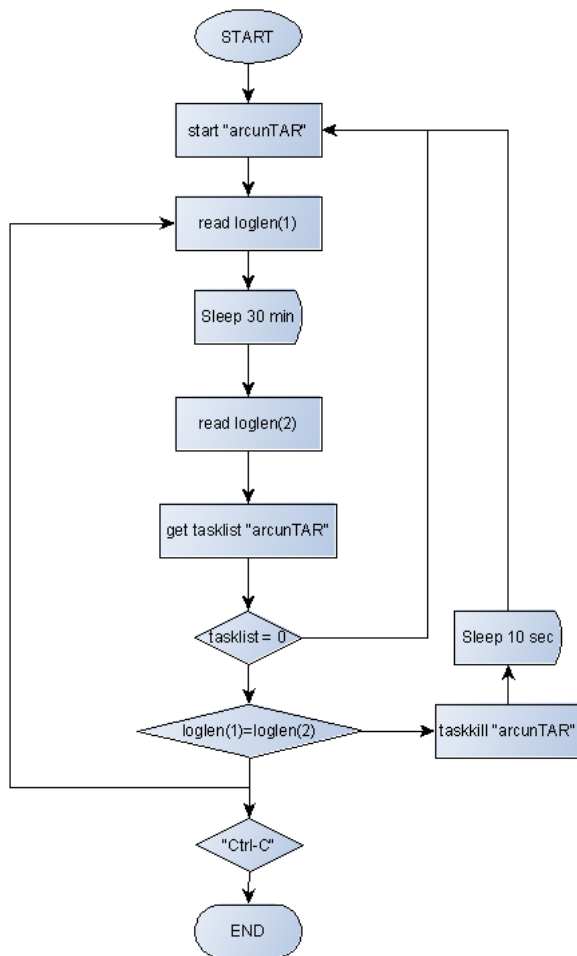 START
start "arcunTAR"
read loglen(1)
Sleep 30 min
read loglen(2)
get tasklist "arcunTAR"
tasklist = 0
Sleep 10 sec
loglen(1)=loglen(2)
taskkill "arcunTAR"
"Ctrl-C"
END